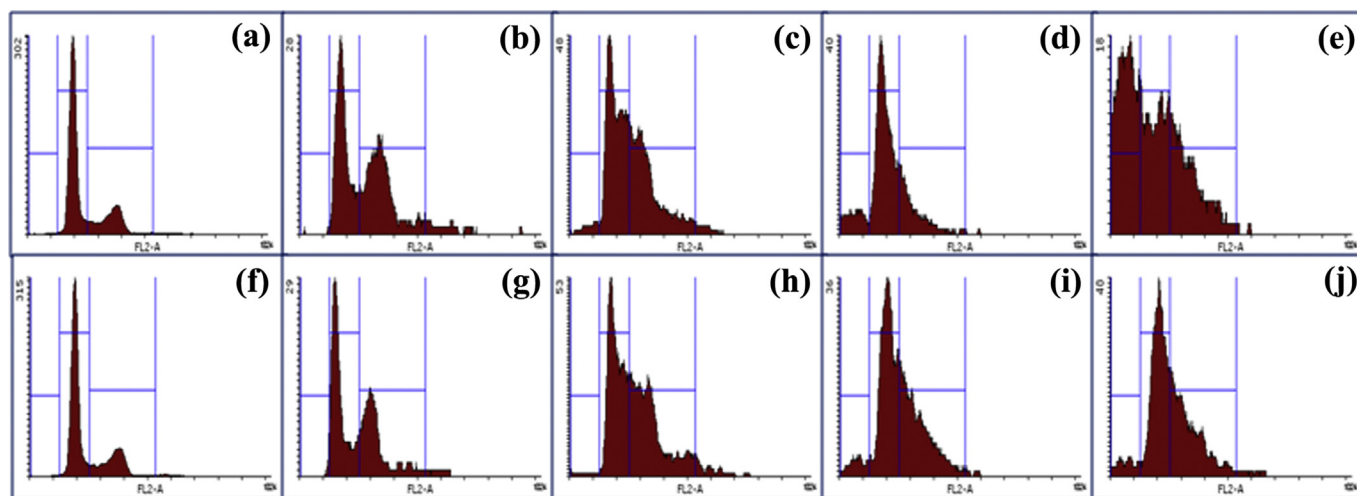 (a) (b) (c) (d) (e)
302 28 48 40 18
FL2-A FL2-A FL2-A FL2-A FL2-A
(f) (g) (h) (i) (j)
315 29 53 36 40
FL2-A FL2-A FL2-A FL2-A FL2-A